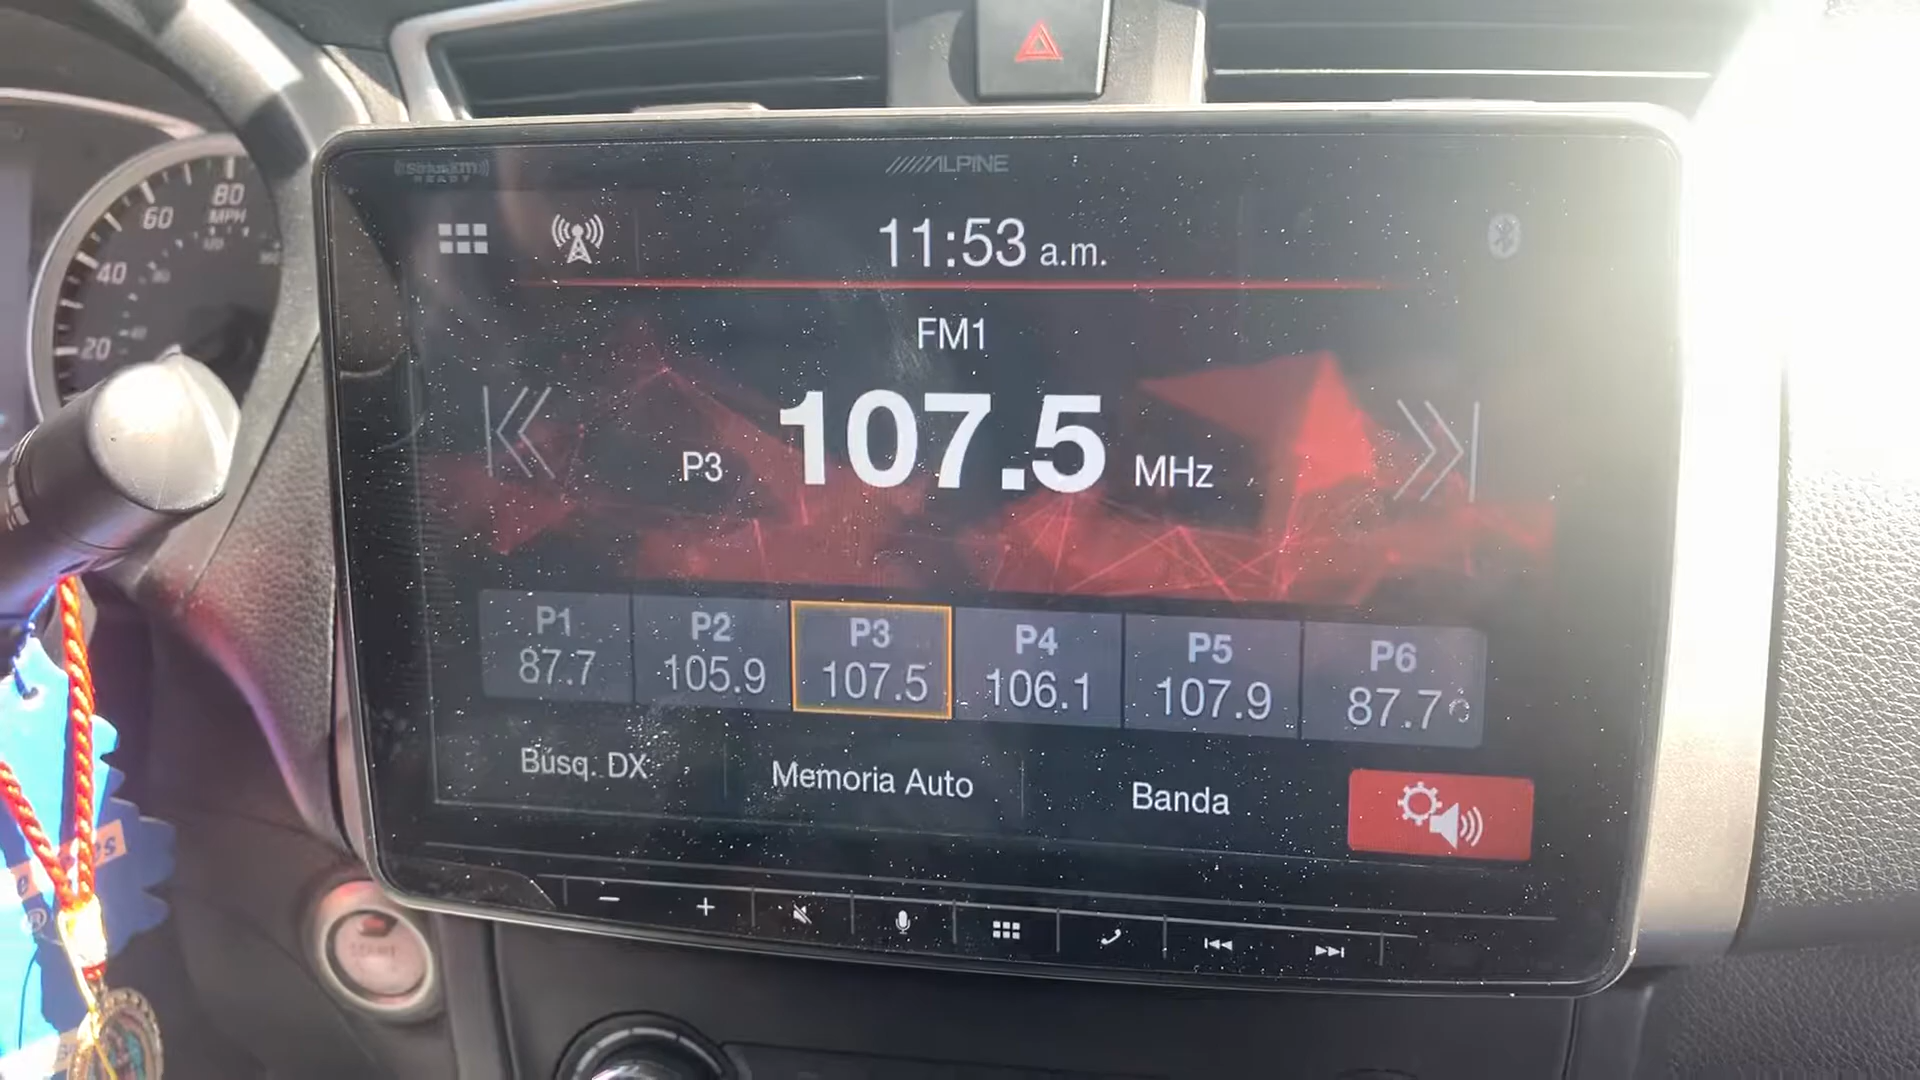 ((SiriusXM))
READY
ALPINE
11:53 a.m.
FM1
P3 107.5 MHz
P1 P2 P3 P4 P5 P6
87.7 105.9 107.5 106.1 107.9 87.7
Búsq. DX Memoria Auto Banda
80
MPH
60
40
20
START